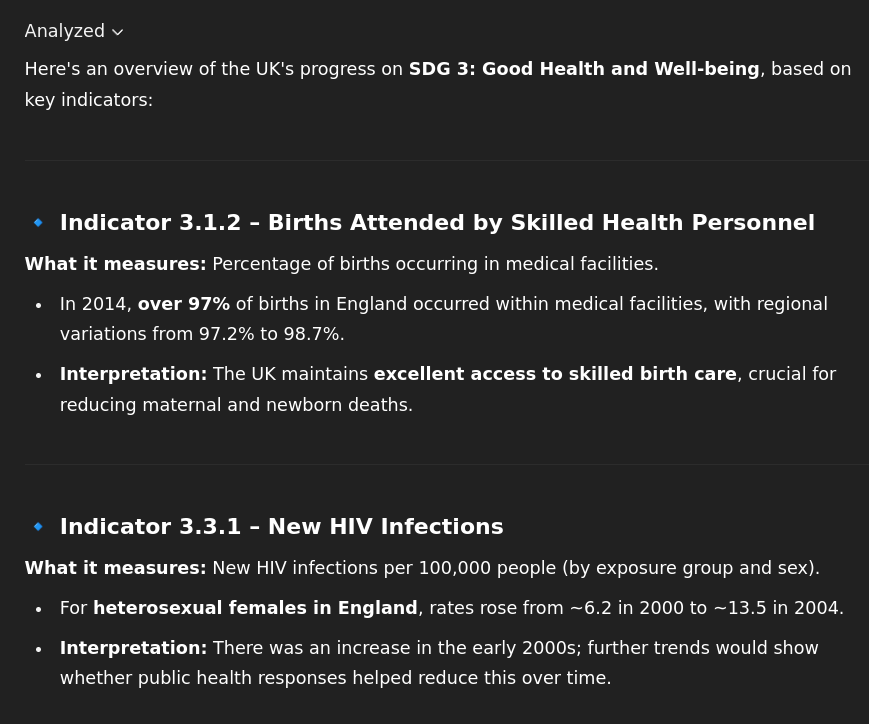 Analyzed
Here's an overview of the UK's progress on SDG 3: Good Health and Well-being, based on
key indicators:
Indicator 3.1.2 – Births Attended by Skilled Health Personnel
What it measures: Percentage of births occurring in medical facilities.
• In 2014, over 97% of births in England occurred within medical facilities, with regional
variations from 97.2% to 98.7%.
• Interpretation: The UK maintains excellent access to skilled birth care, crucial for
reducing maternal and newborn deaths.
Indicator 3.3.1 – New HIV Infections
What it measures: New HIV infections per 100,000 people (by exposure group and sex).
• For heterosexual females in England, rates rose from ~6.2 in 2000 to ~13.5 in 2004.
• Interpretation: There was an increase in the early 2000s; further trends would show
whether public health responses helped reduce this over time.